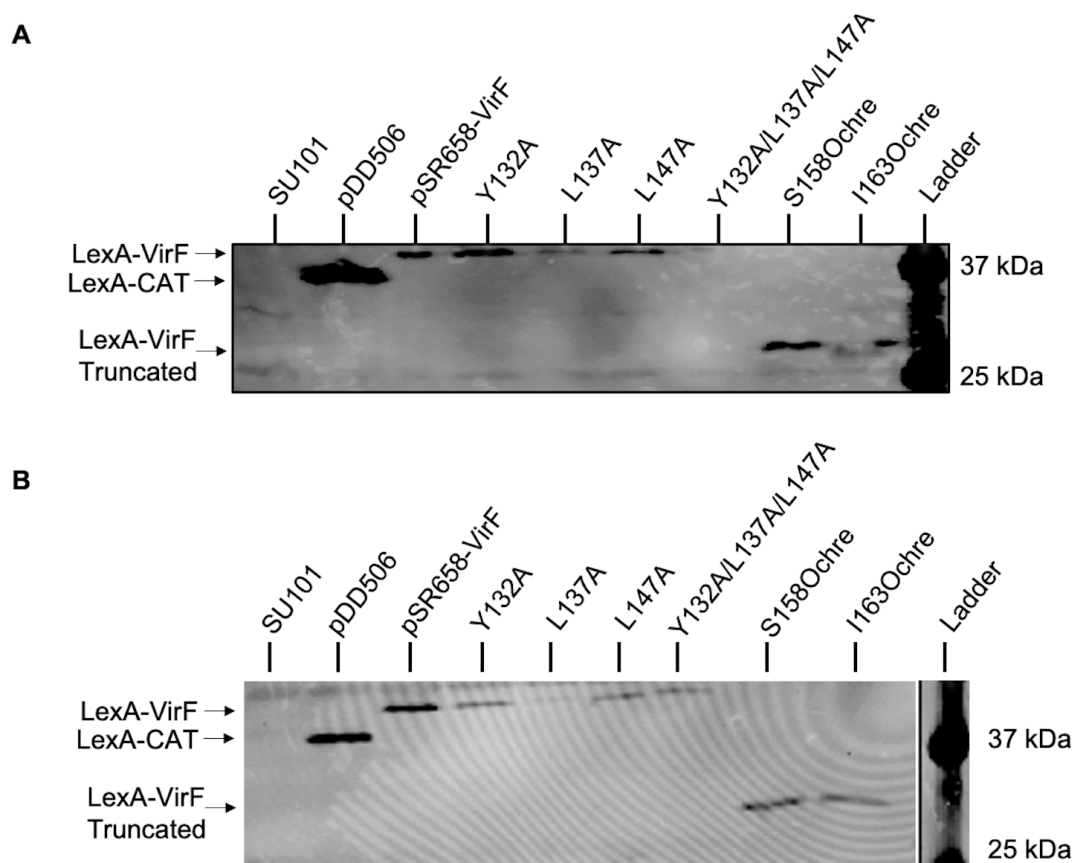 A
SU101
pDD506
pSR658-VirF
Y132A
L137A
L147A
Y132A/L137A/L147A
S158Ochre
I163Ochre
Ladder
LexA-VirF
LexA-CAT
LexA-VirF
Truncated
37 kDa
25 kDa
B
SU101
pDD506
pSR658-VirF
Y132A
L137A
L147A
Y132A/L137A/L147A
S158Ochre
I163Ochre
Ladder
LexA-VirF
LexA-CAT
LexA-VirF
Truncated
37 kDa
25 kDa